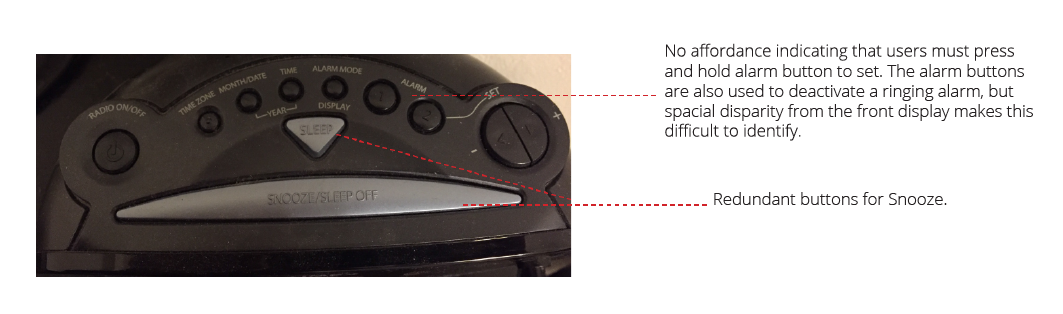 No affordance indicating that users must press
and hold alarm button to set. The alarm buttons
are also used to deactivate a ringing alarm, but
spacial disparity from the front display makes this
difficult to identify.
RADIO ON/OFF
TIME ZONE
MONTH/DATE
TIME
ALARM MODE
ALARM
YEAR
DISPLAY
1
2
SET
+
-
SLEEP
SNOOZE/SLEEP OFF
Redundant buttons for Snooze.